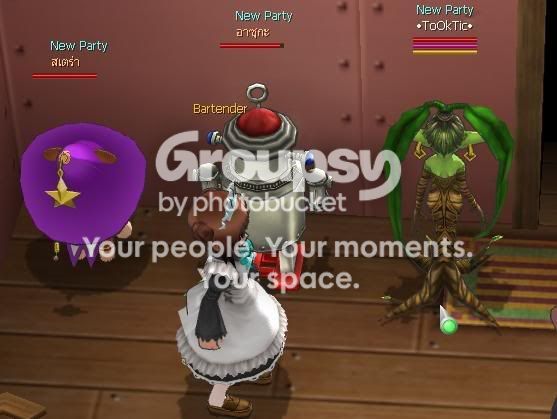 New Party
อาซุกะ
New Party
•ToOkTic•
New Party
สเตร่า
Bartender
Groupsy
by photobucket
Your people. Your moments.
Your space.